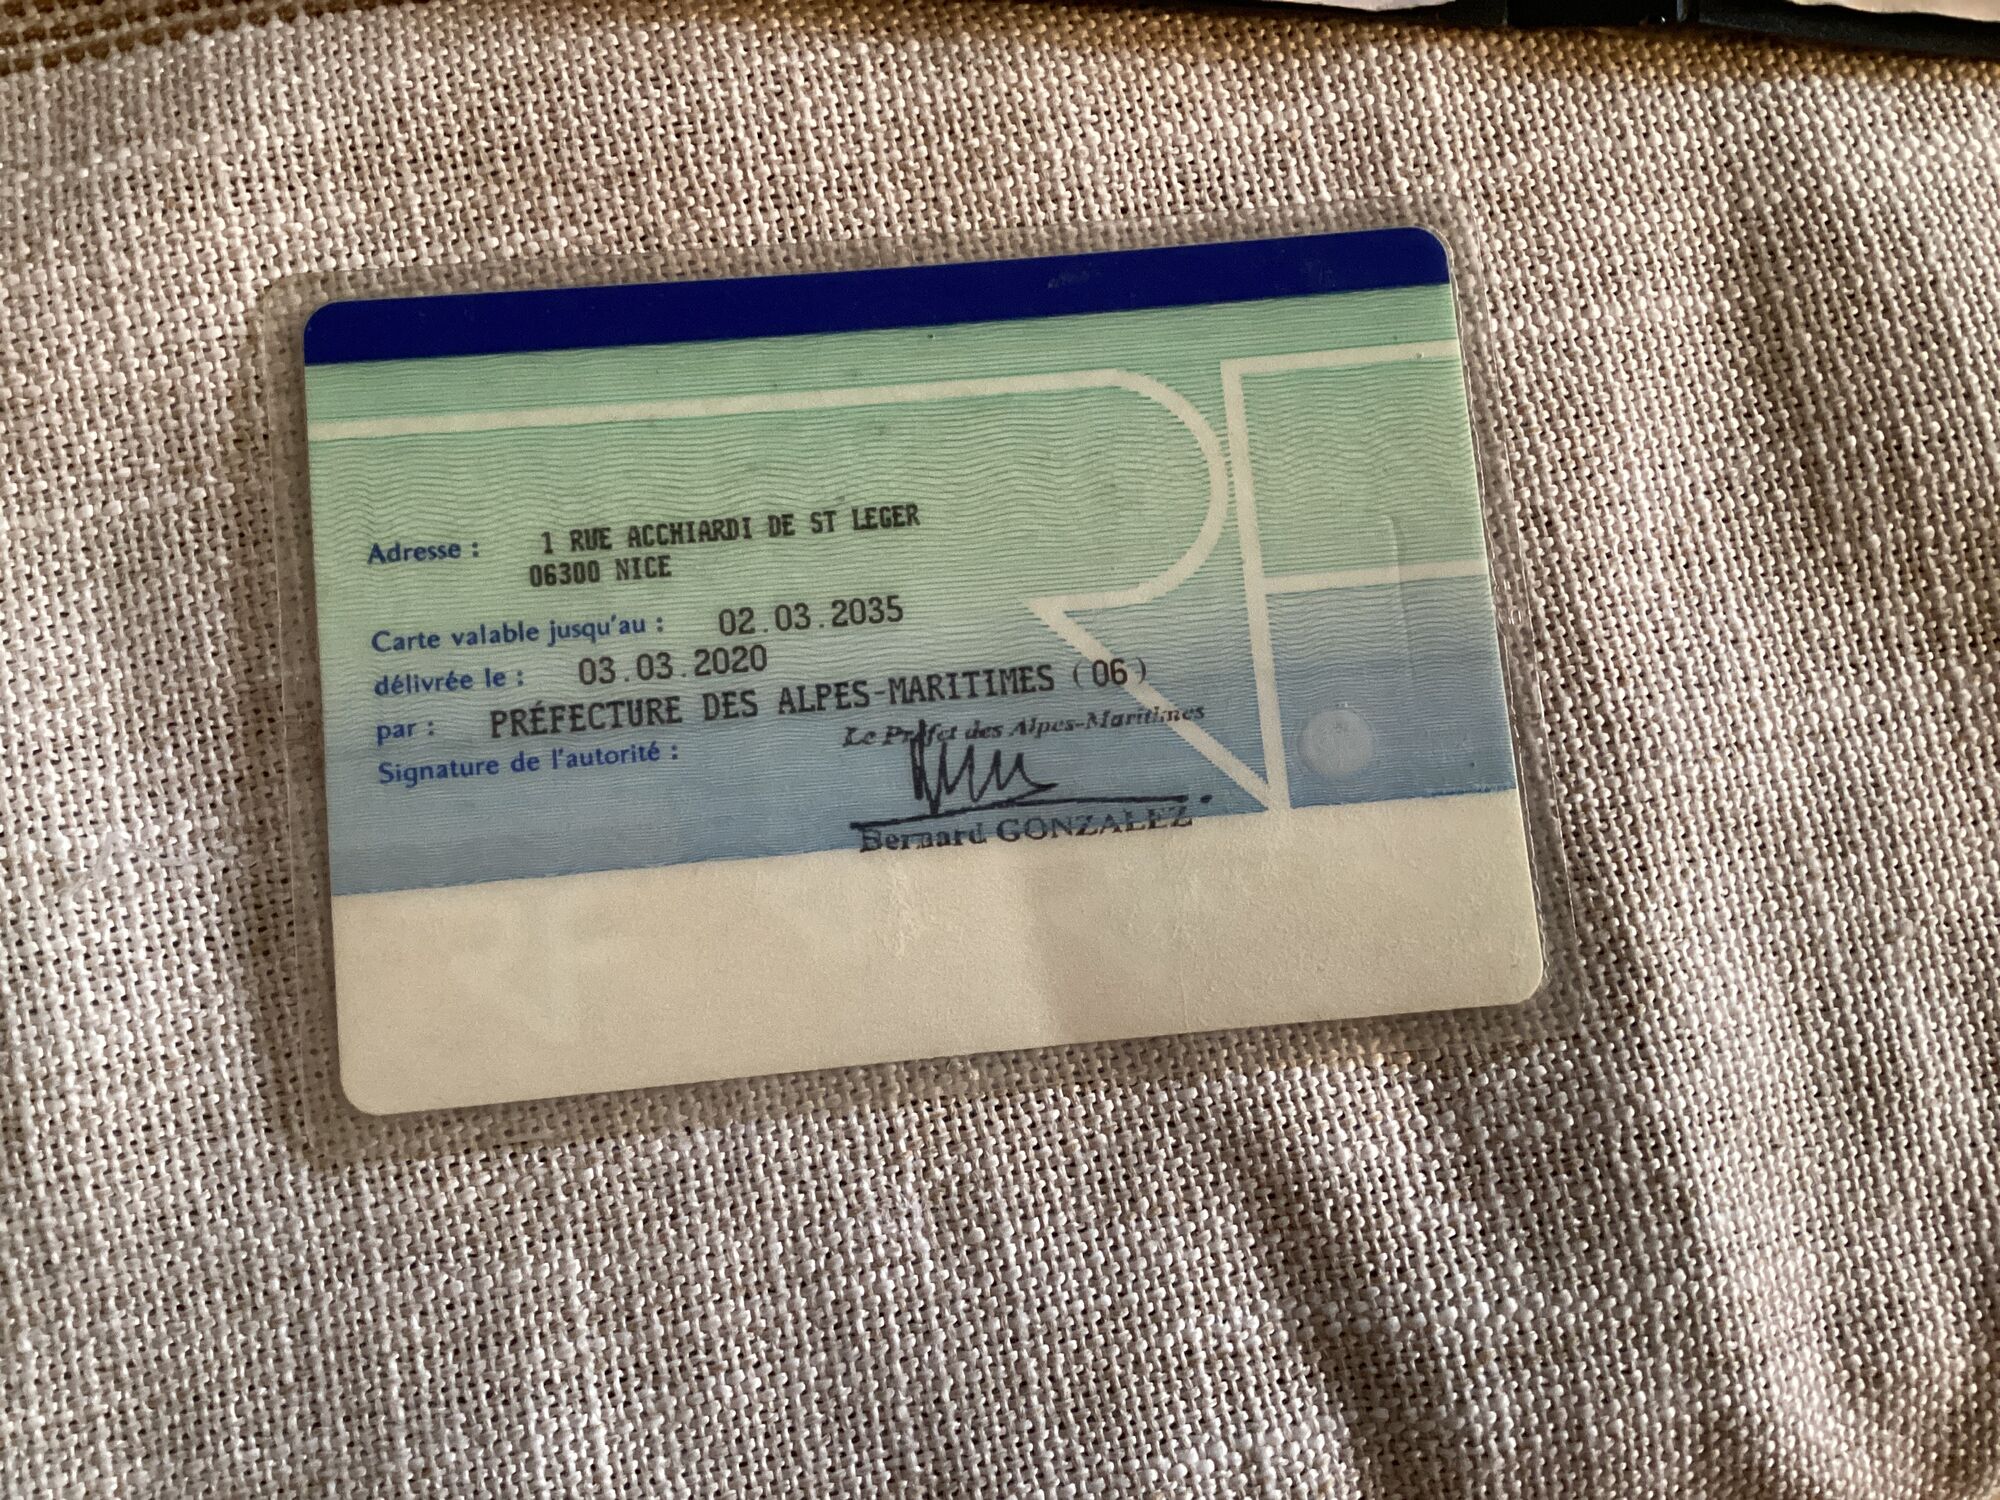 Adresse : 1 RUE ACCHIARDI DE ST LEGER
06300 NICE
Carte valable jusqu'au : 02.03.2035
délivrée le : 03.03.2020
par : PRÉFECTURE DES ALPES-MARITIMES (06)
Signature de l'autorité :
Le Préfet des Alpes-Maritimes
Bernard GONZALEZ
RF